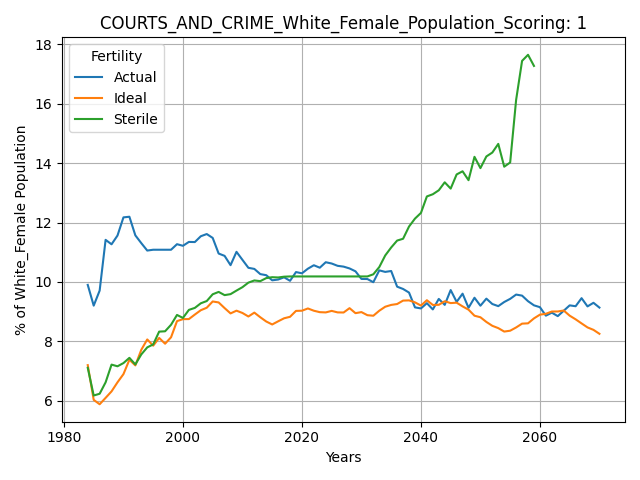 COURTS_AND_CRIME_White_Female_Population_Scoring: 1
18
16
14
12
10
8
6
% of White_Female Population
Fertility
Actual
Ideal
Sterile
1980
2000
2020
2040
2060
Years